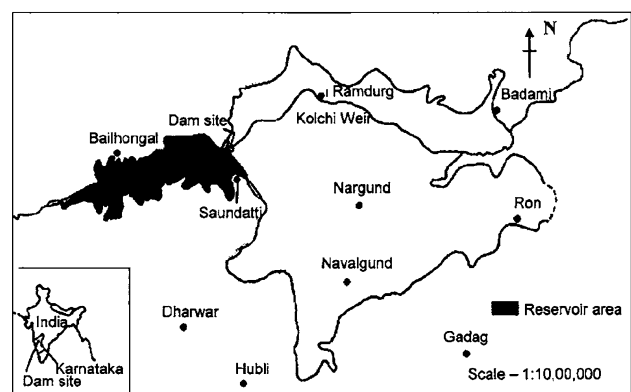 N
Ramdurg
Badami
Dam site
Kolchi Weir
Bailhongal
Nargund
Saundatti
Ron
Navalgund
Reservoir area
India
Dharwar
Gadag
Karnataka
Scale – 1:10,00,000
Dam site
Hubli